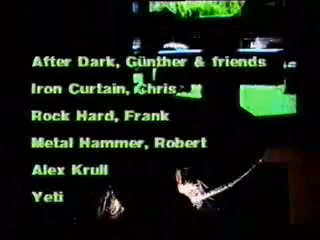 After Dark, Günther & friends
Iron Curtain, Chris
Rock Hard, Frank
Metal Hammer, Robert
Alex Krull
Yeti